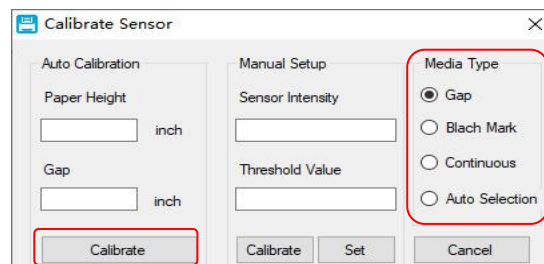 Calibrate Sensor
Auto Calibration
Paper Height
inch
Gap
inch
Calibrate
Manual Setup
Sensor Intensity
Threshold Value
Calibrate
Set
Media Type
Gap
Blach Mark
Continuous
Auto Selection
Cancel